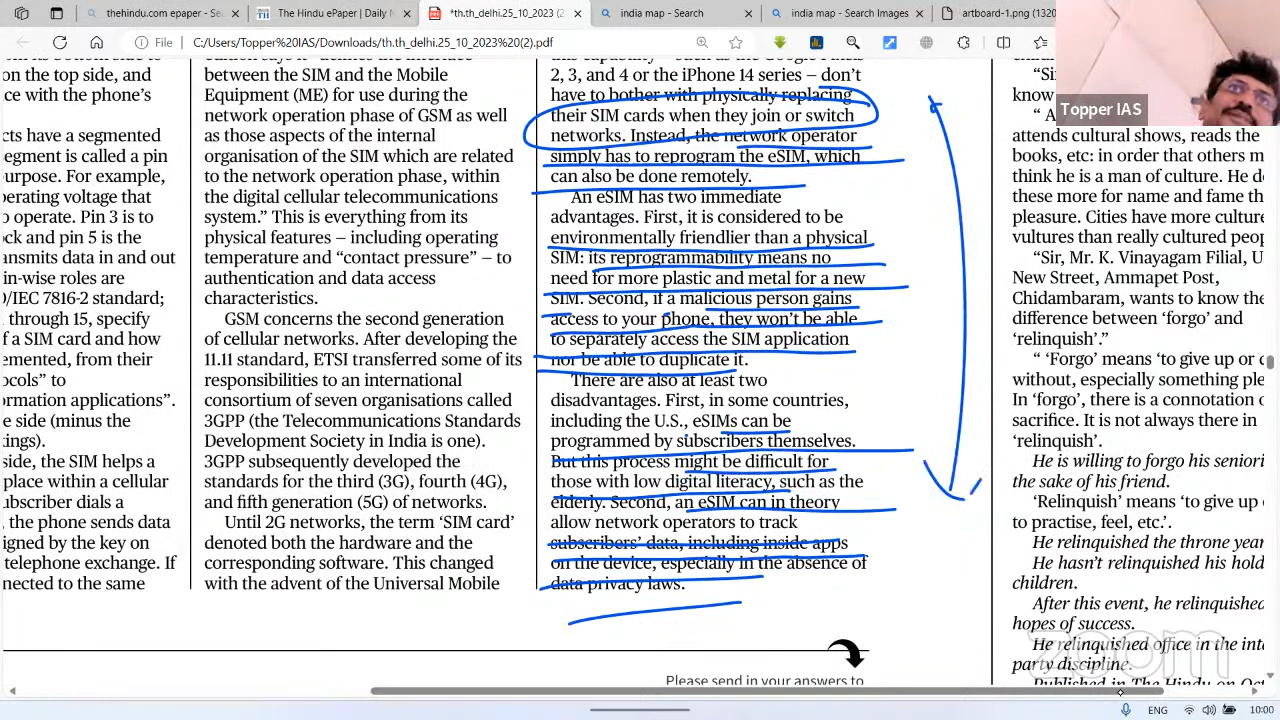 thehindu.com epaper - Se
The Hindu ePaper | Daily N
*th.th_delhi.25_10_2023 (2
india map - Search
india map - Search Images
artboard-1.png (1320
File
C:/Users/Topper%20IAS/Downloads/th.th_delhi.25_10_2023%20(2).pdf
Topper IAS
on the top side, and
ce with the phone's
cts have a segmented
segment is called a pin
urpose. For example,
perating voltage that
o operate. Pin 3 is to
ck and pin 5 is the
ansmits data in and out
in-wise roles are
/IEC 7816-2 standard;
through 15, specify
f a SIM card and how
emented, from their
ocols” to
ormation applications”.
e side (minus the
ings).
side, the SIM helps a
place within a cellular
ubscriber dials a
, the phone sends data
igned by the key on
telephone exchange. If
nnected to the same
between the SIM and the Mobile
Equipment (ME) for use during the
network operation phase of GSM as well
as those aspects of the internal
organisation of the SIM which are related
to the network operation phase, within
the digital cellular telecommunications
system.” This is everything from its
physical features – including operating
temperature and “contact pressure” – to
authentication and data access
characteristics.
GSM concerns the second generation
of cellular networks. After developing the
11.11 standard, ETSI transferred some of its
responsibilities to an international
consortium of seven organisations called
3GPP (the Telecommunications Standards
Development Society in India is one).
3GPP subsequently developed the
standards for the third (3G), fourth (4G),
and fifth generation (5G) of networks.
Until 2G networks, the term ‘SIM card’
denoted both the hardware and the
corresponding software. This changed
with the advent of the Universal Mobile
2, 3, and 4 or the iPhone 14 series – don’t
have to bother with physically replacing
their SIM cards when they join or switch
networks. Instead, the network operator
simply has to reprogram the eSIM, which
can also be done remotely.
An eSIM has two immediate
advantages. First, it is considered to be
environmentally friendlier than a physical
SIM: its reprogrammability means no
need for more plastic and metal for a new
SIM. Second, if a malicious person gains
access to your phone, they won’t be able
to separately access the SIM application
nor be able to duplicate it.
There are also at least two
disadvantages. First, in some countries,
including the U.S., eSIMs can be
programmed by subscribers themselves.
But this process might be difficult for
those with low digital literacy, such as the
elderly. Second, an eSIM can in theory
allow network operators to track
subscribers’ data, including inside apps
on the device, especially in the absence of
data privacy laws.
Please send in your answers to
“Si
know
“ A
attends cultural shows, reads the
books, etc: in order that others m
think he is a man of culture. He d
these more for name and fame th
pleasure. Cities have more culture
vultures than really cultured peop
“Sir, Mr. K. Vinayagam Filial, U
New Street, Ammapet Post,
Chidambaram, wants to know the
difference between ‘forgo’ and
‘relinquish’.”
“ ‘Forgo’ means ‘to give up or
without, especially something ple
In ‘forgo’, there is a connotation o
sacrifice. It is not always there in
‘relinquish’.
He is willing to forgo his seniori
the sake of his friend.
‘Relinquish’ means ‘to give up
to practise, feel, etc.’.
He relinquished the throne year
He hasn’t relinquished his hold
children.
After this event, he relinquished
hopes of success.
He relinquished office in the int
party discipline.
Published in The Hindu on Oc
zoom
ENG
10:00